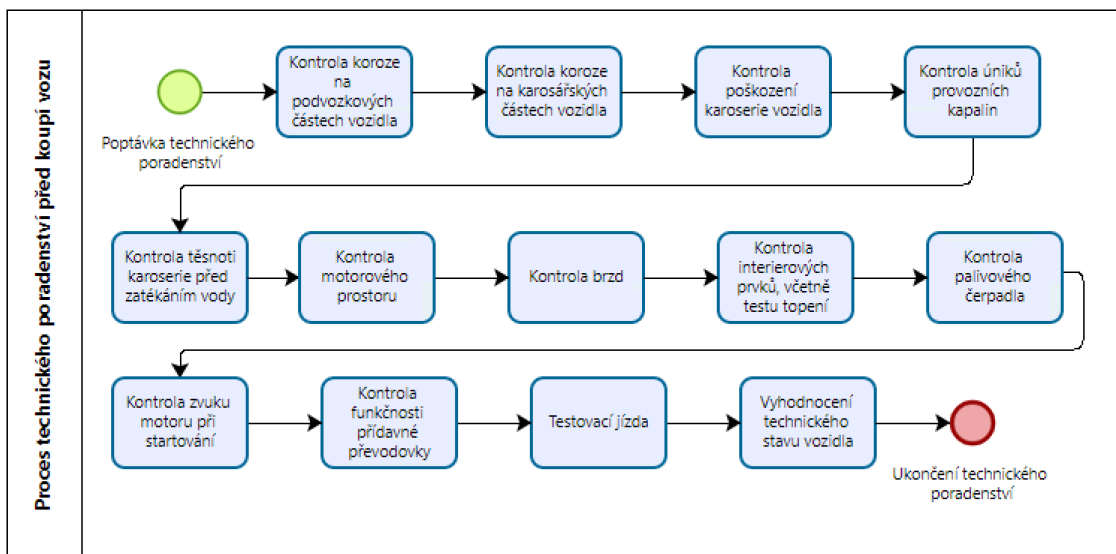 Proces technického poradenství před koupí vozu
Poptávka technického
poradenství
Kontrola koroze
na
podvozkových
částech vozidla
Kontrola koroze
na karosářských
částech vozidla
Kontrola
poškození
karoserie vozidla
Kontrola úniků
provozních
kapalin
Kontrola těsnoti
karoserie před
zatékáním vody
Kontrola
motorového
prostoru
Kontrola brzd
Kontrola
interierových
prvků, včetně
testu topení
Kontrola
palivového
čerpadla
Kontrola zvuku
motoru při
startování
Kontrola
funkčnosti
přídavné
převodovky
Testovací jízda
Vyhodnocení
technického
stavu vozidla
Ukončení technického
poradenství